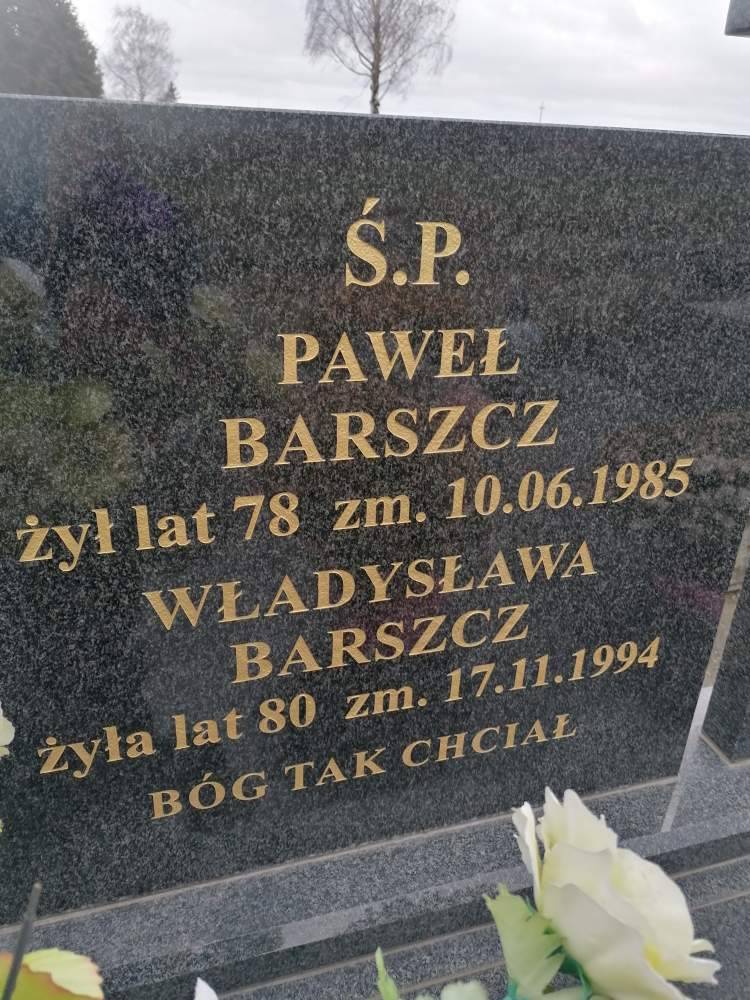 Ś.P.
PAWEŁ
BARSZCZ
żył lat 78 zm. 10.06.1985
WŁADYSŁAWA
BARSZCZ
żyła lat 80 zm. 17.11.1994
BÓG TAK CHCIAŁ